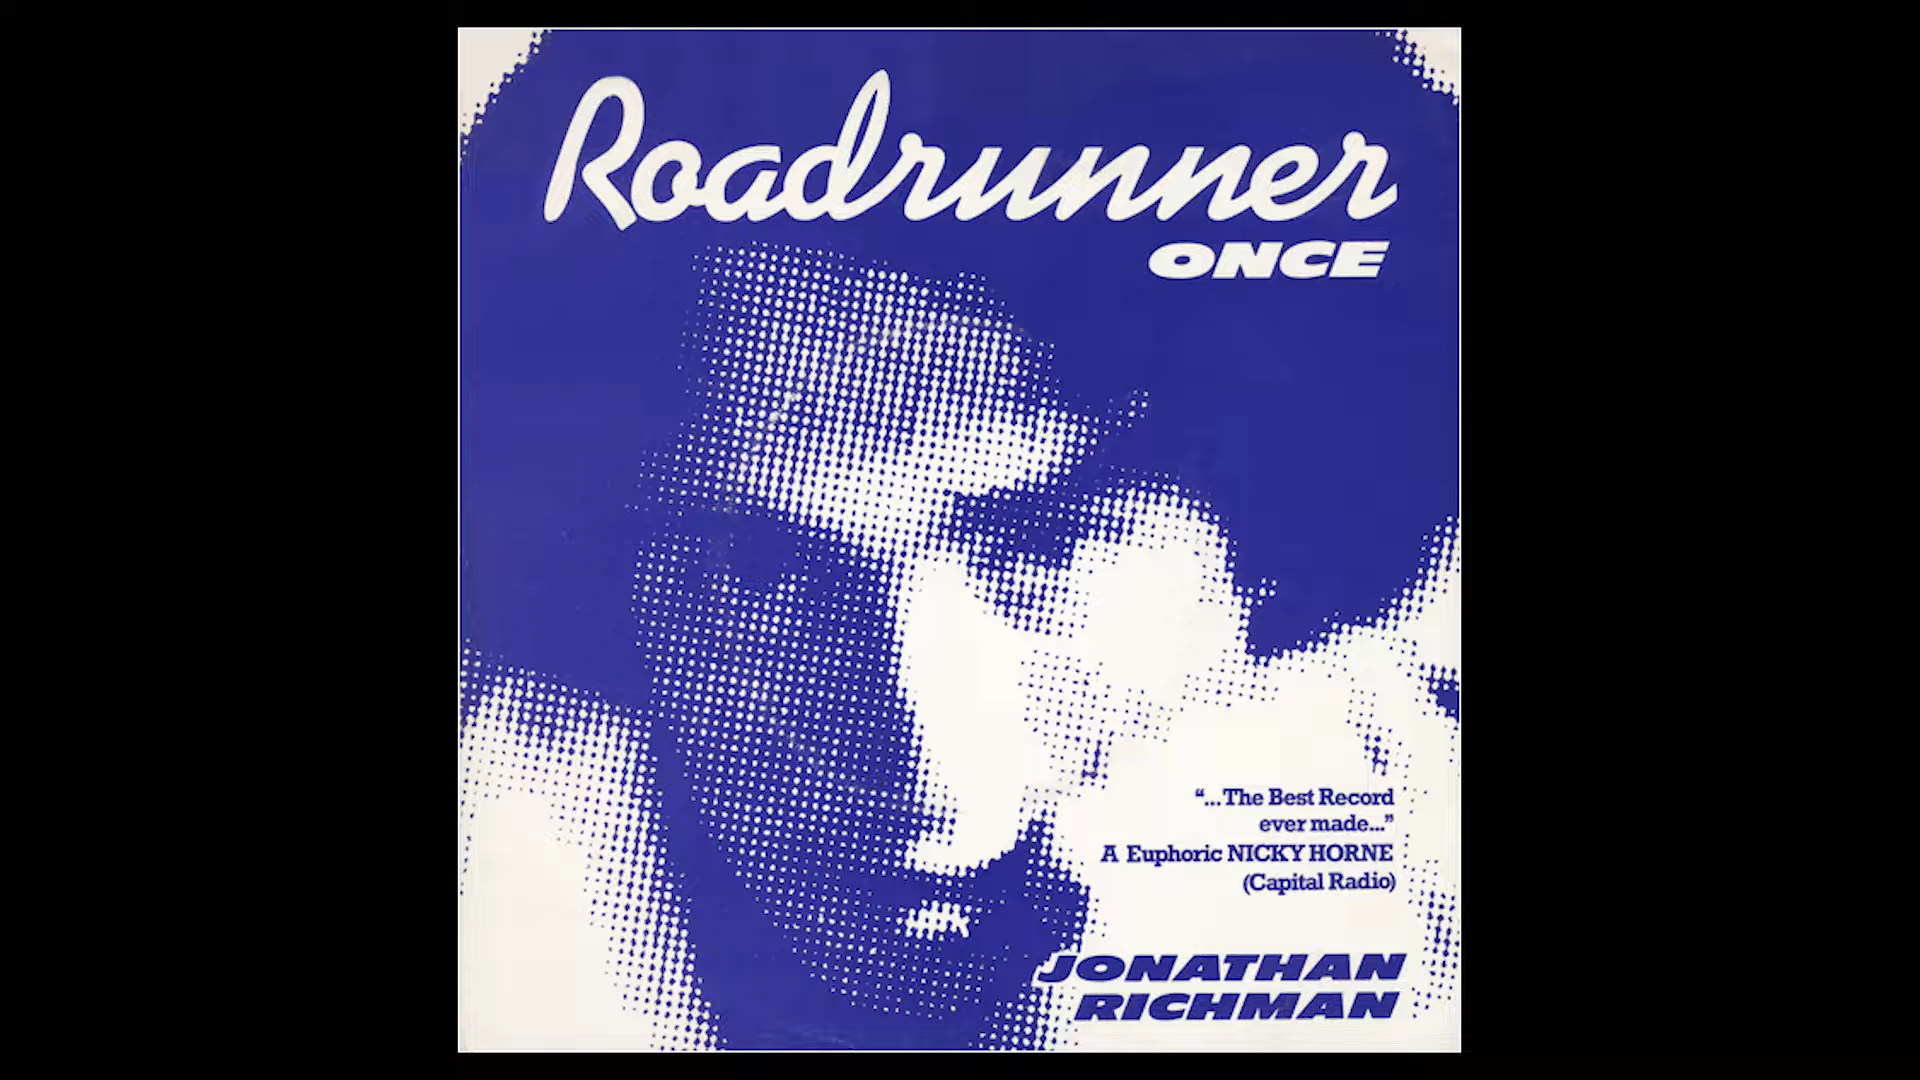 Roadrunner
ONCE
“...The Best Record
ever made...”
A Euphoric NICKY HORNE
(Capital Radio)
JONATHAN
RICHMAN